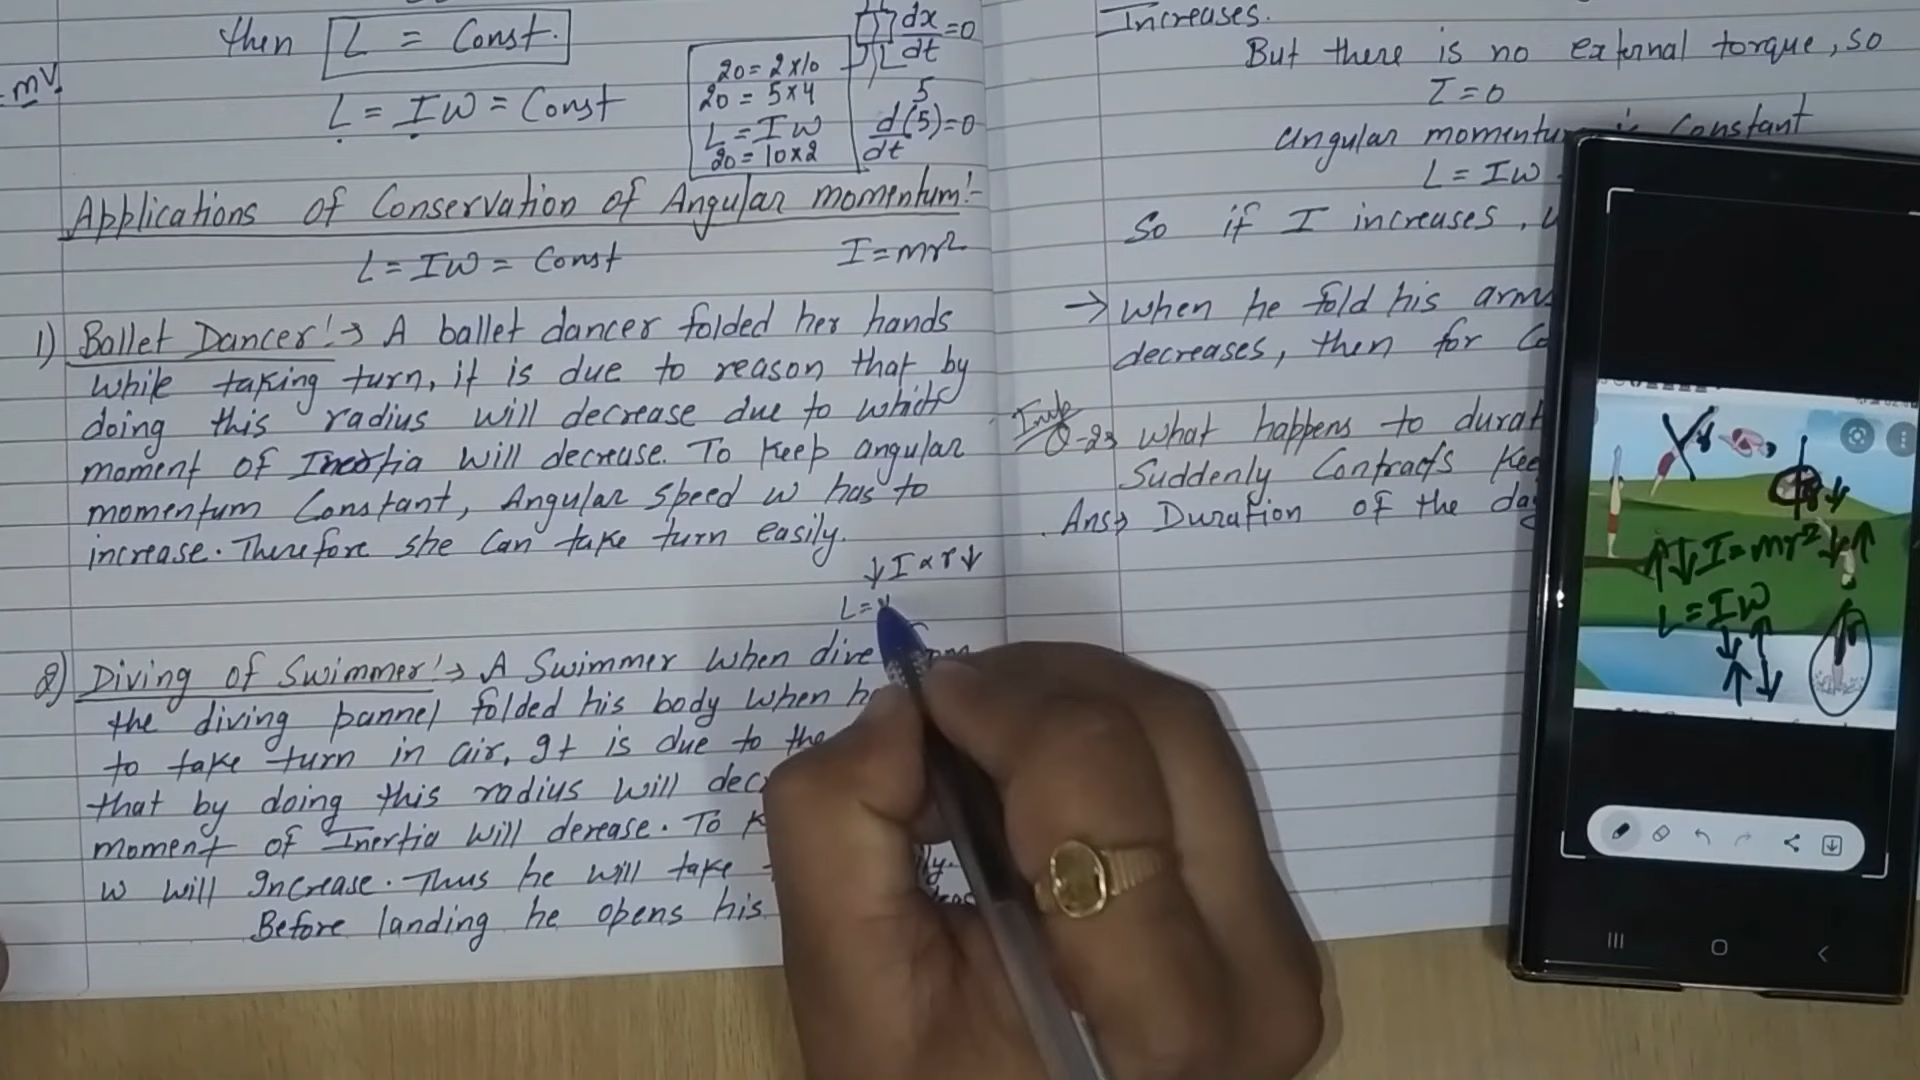 then L = Const.
= mV
L = Iω = Const
20 = 2×10
20 = 5×4
L = Iω
20 = 10×2
dx/dt = 0
5
d(5)/dt = 0
Applications of Conservation of Angular momentum:-
L = Iω = Const I = mr²
1) Ballet Dancer:→ A ballet dancer folded her hands
while taking turn, it is due to reason that by
doing this radius will decrease due to which
moment of Inertia will decrease. To keep angular
momentum Constant, Angular speed ω has to
increase. Therefore she can take turn easily.
↓I∝r↓
L=
2) Diving of Swimmer:→ A Swimmer when dive
the diving pannel folded his body when
to take turn in air, It is due to the
that by doing this radius will
moment of Inertia will derease. To
ω will Increase. Thus he will take
Before landing he opens his
Increases.
But there is no external torque, so
τ = 0
angular momentum is Constant
L = Iω
So if I increases,
→ When he fold his arms
decreases, then for
Imp Q-2→ What happens to
Suddenly Contracts
Ans→ Duration of the day
↑↓I=mr²↓↑
L=Iω
↓↑
↑↓